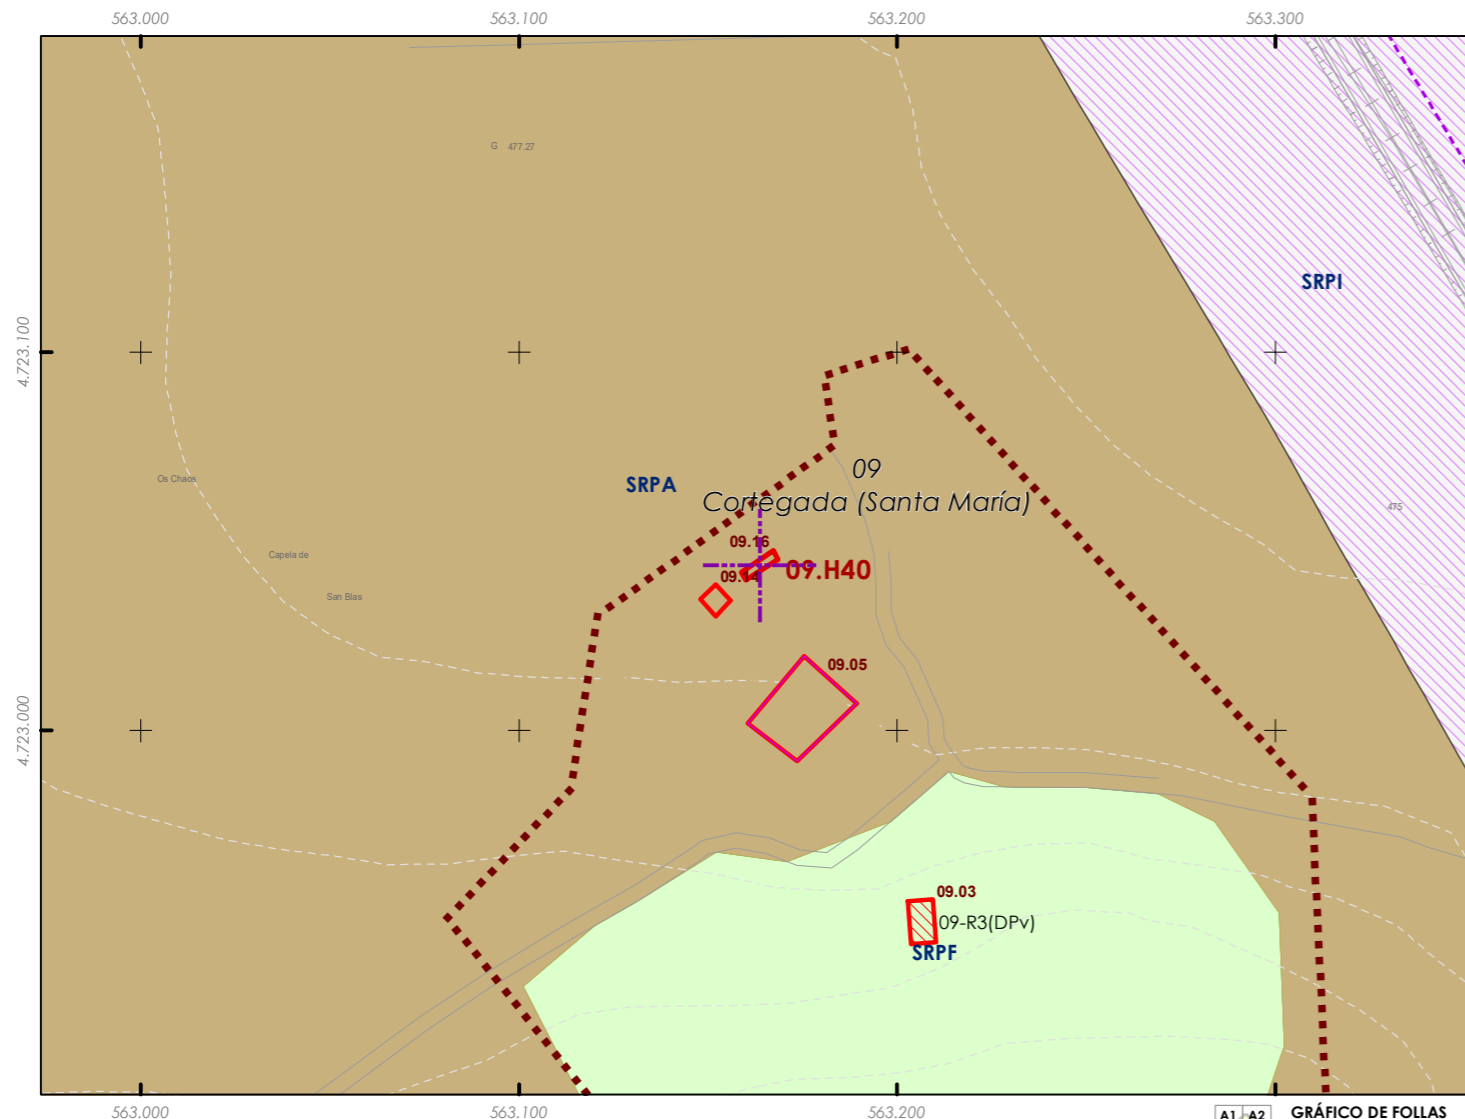 563.000
563.100
563.200
563.300
G 477.27
SRPI
4.723.100
09
Os Chaos
SRPA
Cortegada (Santa María)
475
09.16
Capela de
09.H40
09.14
San Blas
09.05
4.723.000
09.03
09-R3(DPv)
SRPF
563.000
563.100
563.200
A1 A2
GRÁFICO DE FOLLAS